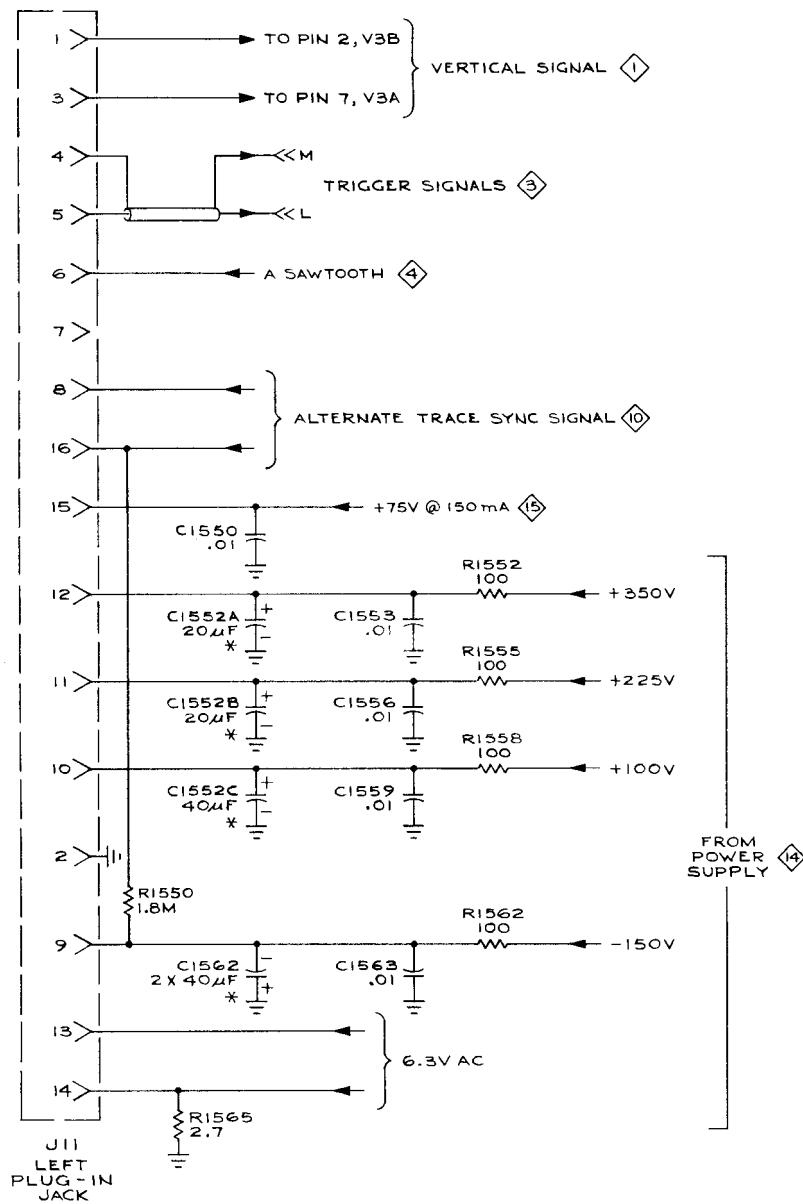 1 TO PIN 2, V3B
VERTICAL SIGNAL 1
3 TO PIN 7, V3A
4 M
TRIGGER SIGNALS 3
5 L
6 A SAWTOOTH 4
7
8
ALTERNATE TRACE SYNC SIGNAL 10
16
15 +75V @ 150mA 15
C1550
.01
R1552
100
12 +350V
C1552A
20μF
*
+
-
C1553
.01
R1555
100
11 +225V
C1552B
20μF
*
+
-
C1556
.01
R1558
100
10 +100V
C1552C
40μF
*
+
-
C1559
.01
2
FROM
POWER
SUPPLY 14
R1550
1.8M
R1562
100
9 -150V
C1562
2 X 40μF
*
-
+
C1563
.01
13
6.3V AC
14
R1565
2.7
J11
LEFT
PLUG-IN
JACK